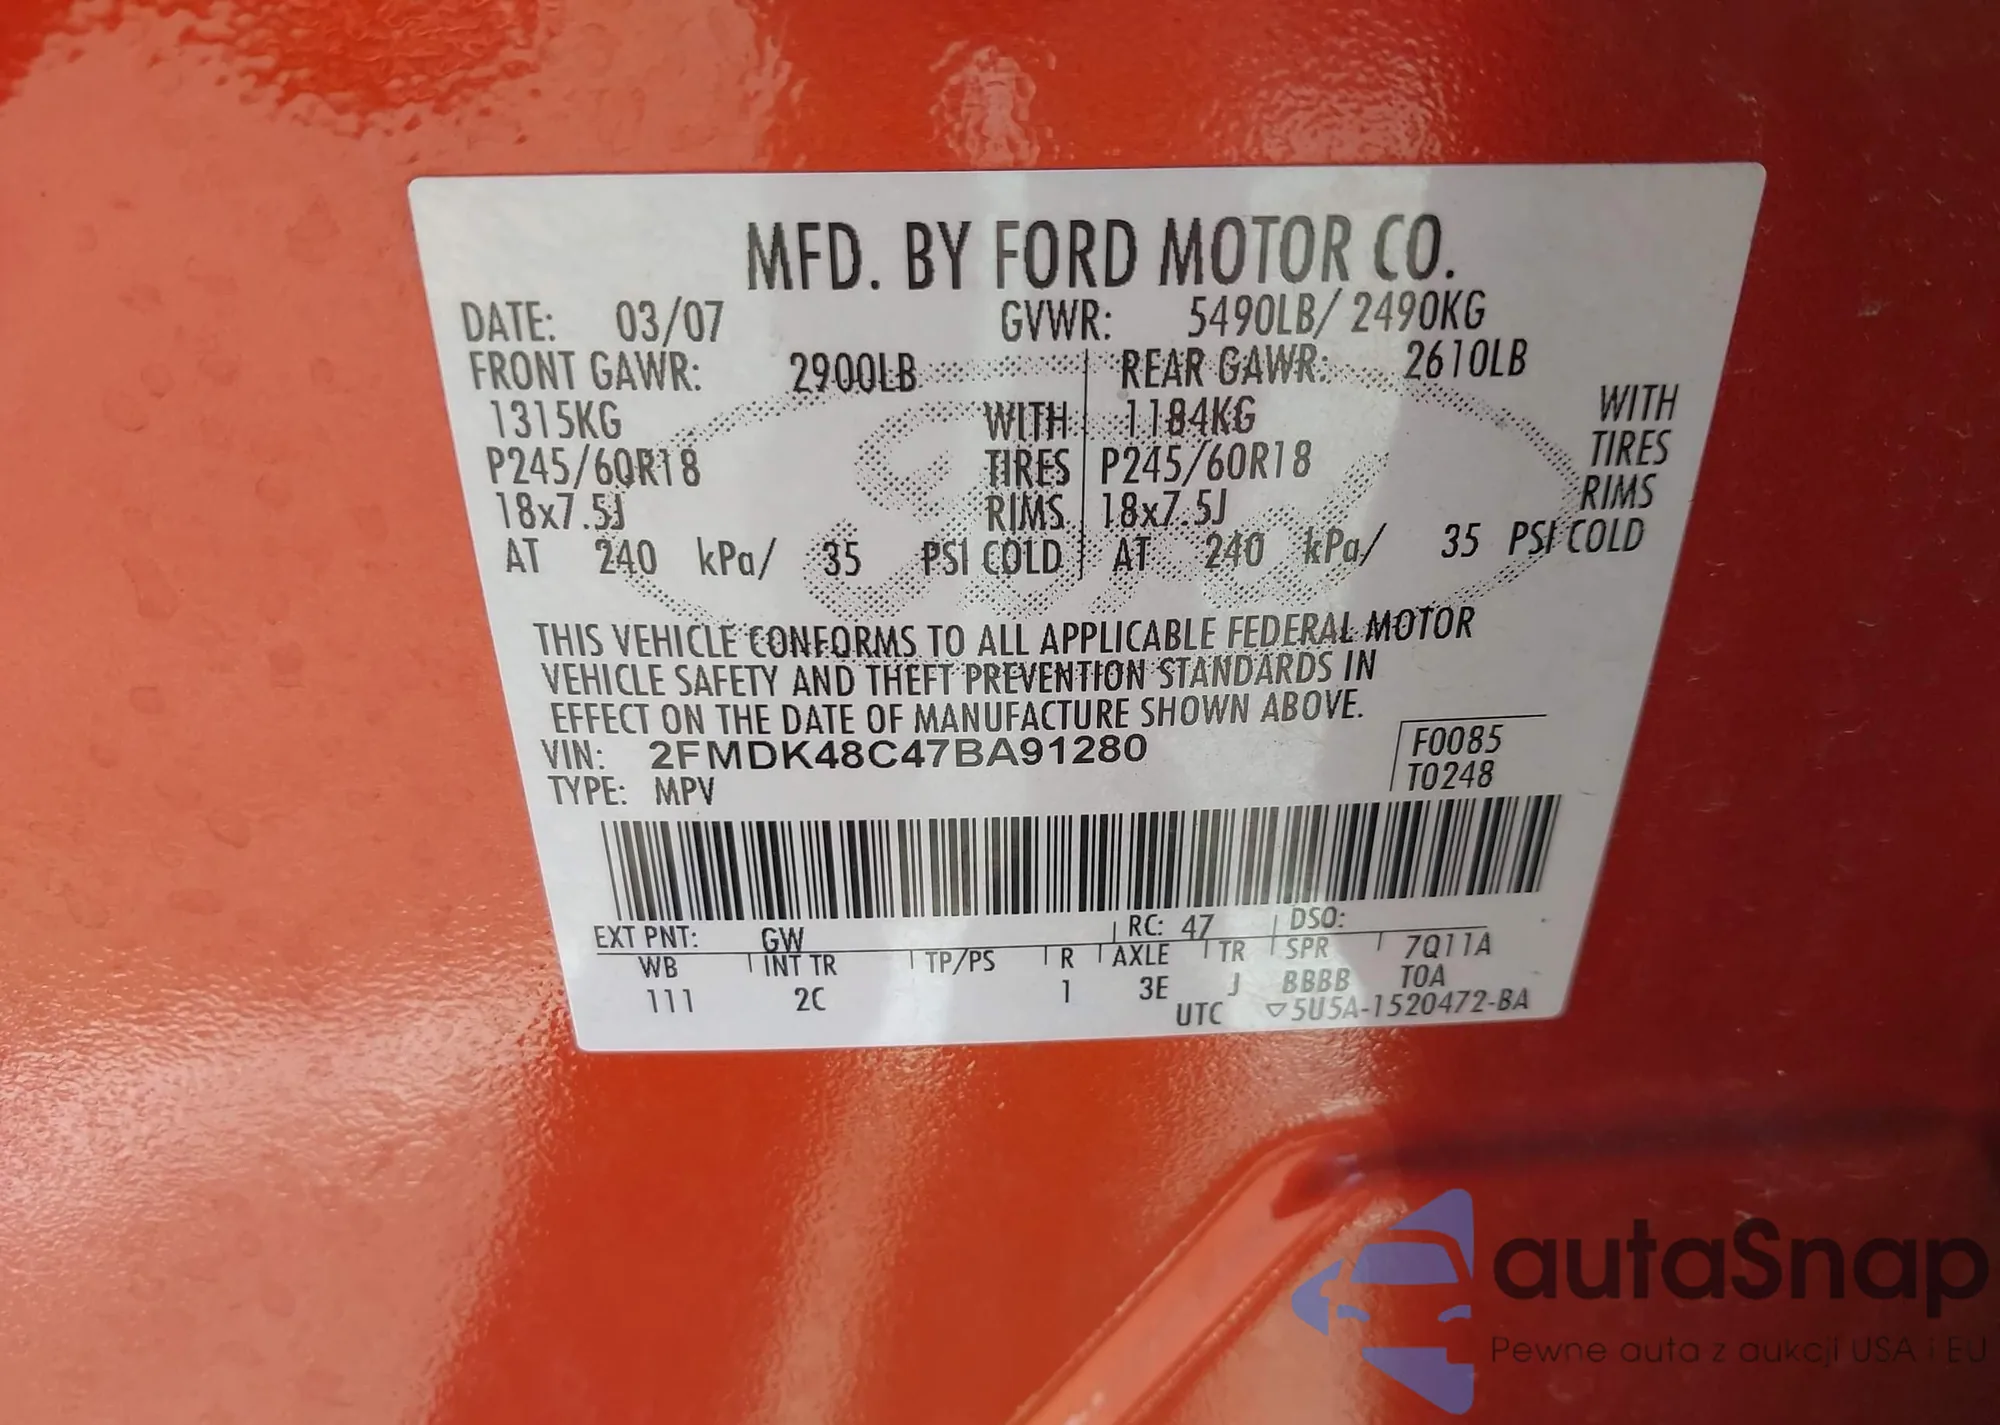 MFD. BY FORD MOTOR CO.
DATE: 03/07 GVWR: 5490LB/ 2490KG
FRONT GAWR: 2900LB REAR GAWR: 2610LB
1315KG WITH 1184KG WITH
P245/60R18 TIRES P245/60R18 TIRES
18x7.5J RIMS 18x7.5J RIMS
AT 240 kPa/ 35 PSI COLD AT 240 kPa/ 35 PSI COLD
THIS VEHICLE CONFORMS TO ALL APPLICABLE FEDERAL MOTOR
VEHICLE SAFETY AND THEFT PREVENTION STANDARDS IN
EFFECT ON THE DATE OF MANUFACTURE SHOWN ABOVE.
VIN: 2FMDK48C47BA91280 F0085
TYPE: MPV T0248
EXT PNT: GW RC: 47 DSO:
WB INT TR TP/PS R AXLE TR SPR 7Q11A
111 2C 1 3E J BBBB T0A
UTC ▽5U5A-1520472-BA
Ford
autaSnap
Pewne auta z aukcji USA i EU